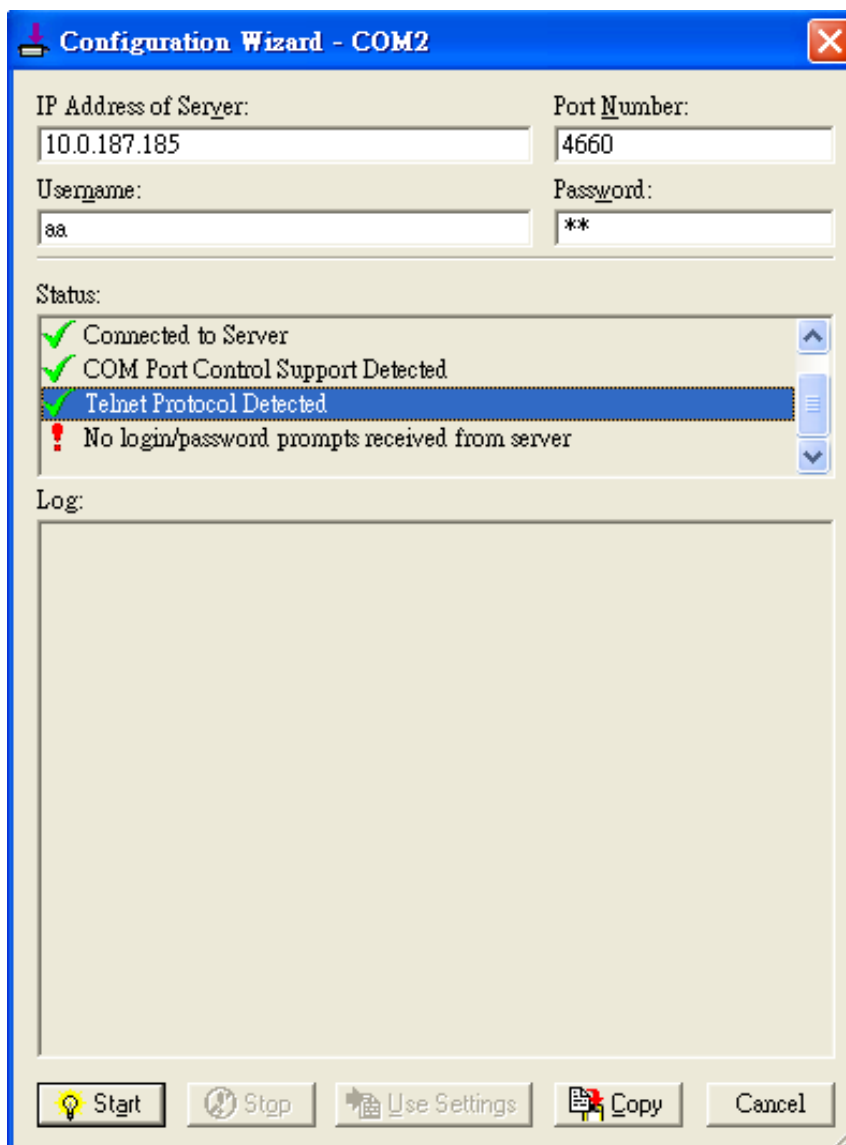 Configuration Wizard - COM2
IP Address of Server: Port Number:
10.0.187.185 4660
Username: Password:
aa **
Status:
Connected to Server
COM Port Control Support Detected
Telnet Protocol Detected
No login/password prompts received from server
Log:
Start Stop Use Settings Copy Cancel